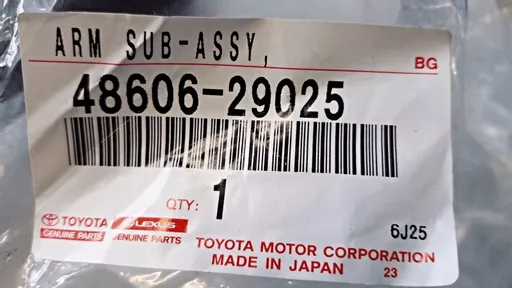 ARM SUB-ASSY,
BG
48606-29025
QTY: 1
TOYOTA LEXUS 6J25
GENUINE PARTS GENUINE PARTS
TOYOTA MOTOR CORPORATION
MADE IN JAPAN 23